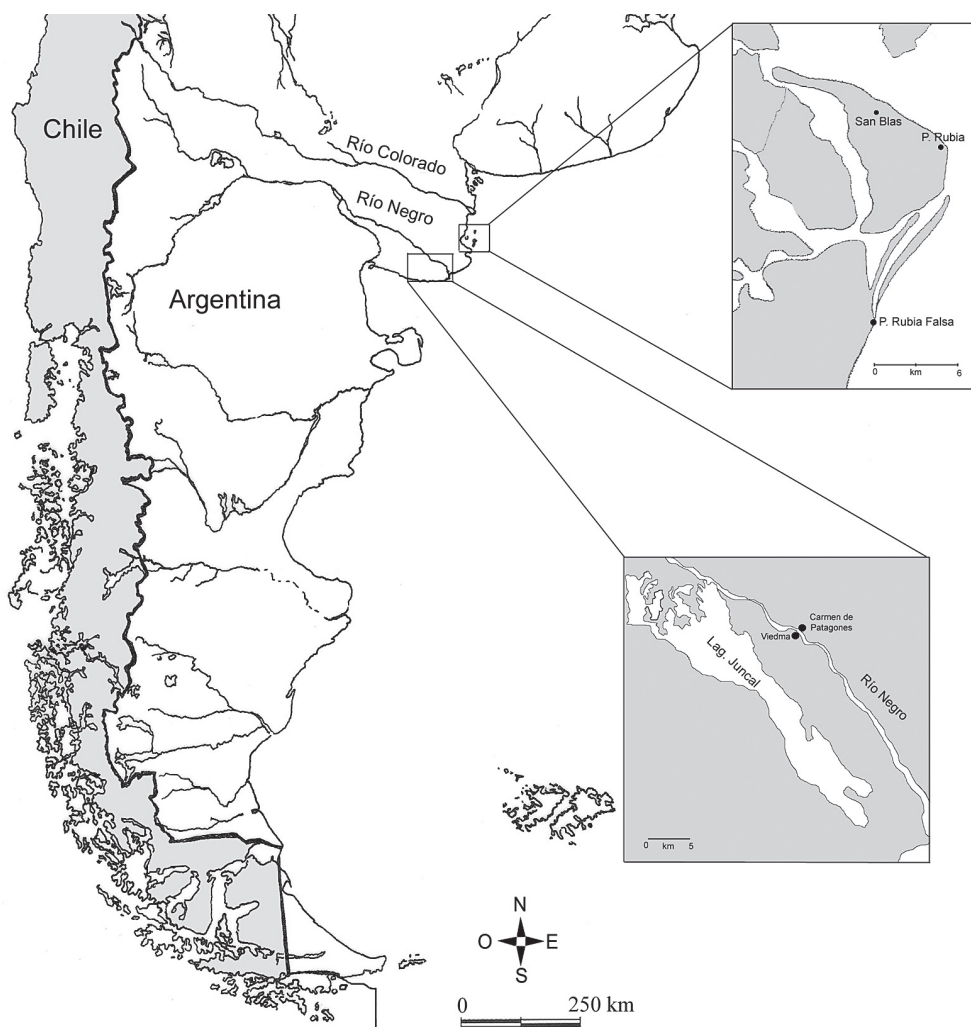 Chile
Argentina
Río Colorado
Río Negro
San Blas
P. Rubia
P. Rubia Falsa
0 6
km
Carmen de
Patagones
Viedma
Lag. Juncal
Río Negro
0 5
km
N
O E
S
0 250 km